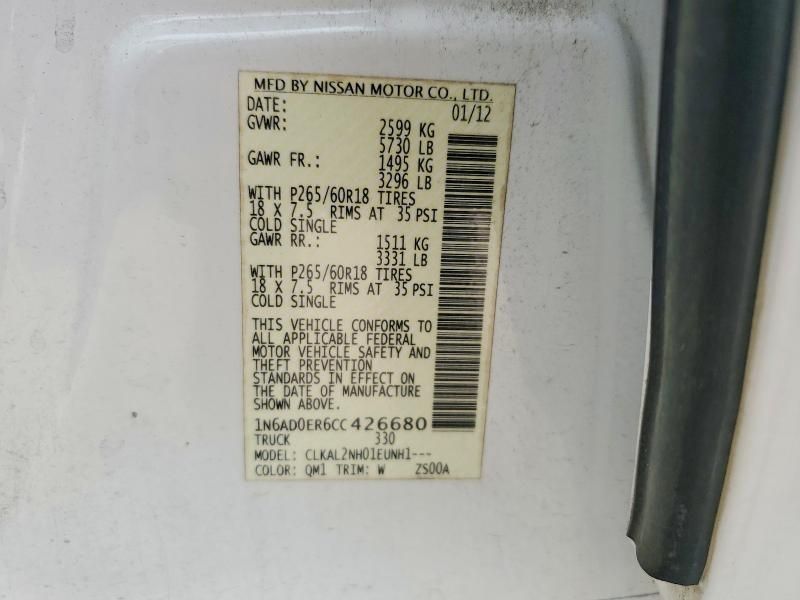 MFD BY NISSAN MOTOR CO., LTD.
DATE: 01/12
GVWR: 2599 KG
5730 LB
GAWR FR.: 1495 KG
3296 LB
WITH P265/60R18 TIRES
18 X 7.5 RIMS AT 35 PSI
COLD SINGLE
GAWR RR.: 1511 KG
3331 LB
WITH P265/60R18 TIRES
18 X 7.5 RIMS AT 35 PSI
COLD SINGLE
THIS VEHICLE CONFORMS TO
ALL APPLICABLE FEDERAL
MOTOR VEHICLE SAFETY AND
THEFT PREVENTION
STANDARDS IN EFFECT ON
THE DATE OF MANUFACTURE
SHOWN ABOVE.
1N6AD0ER6CC 426680
TRUCK 330
MODEL: CLKAL2NH01EUNH1---
COLOR: QM1 TRIM: W ZS00A